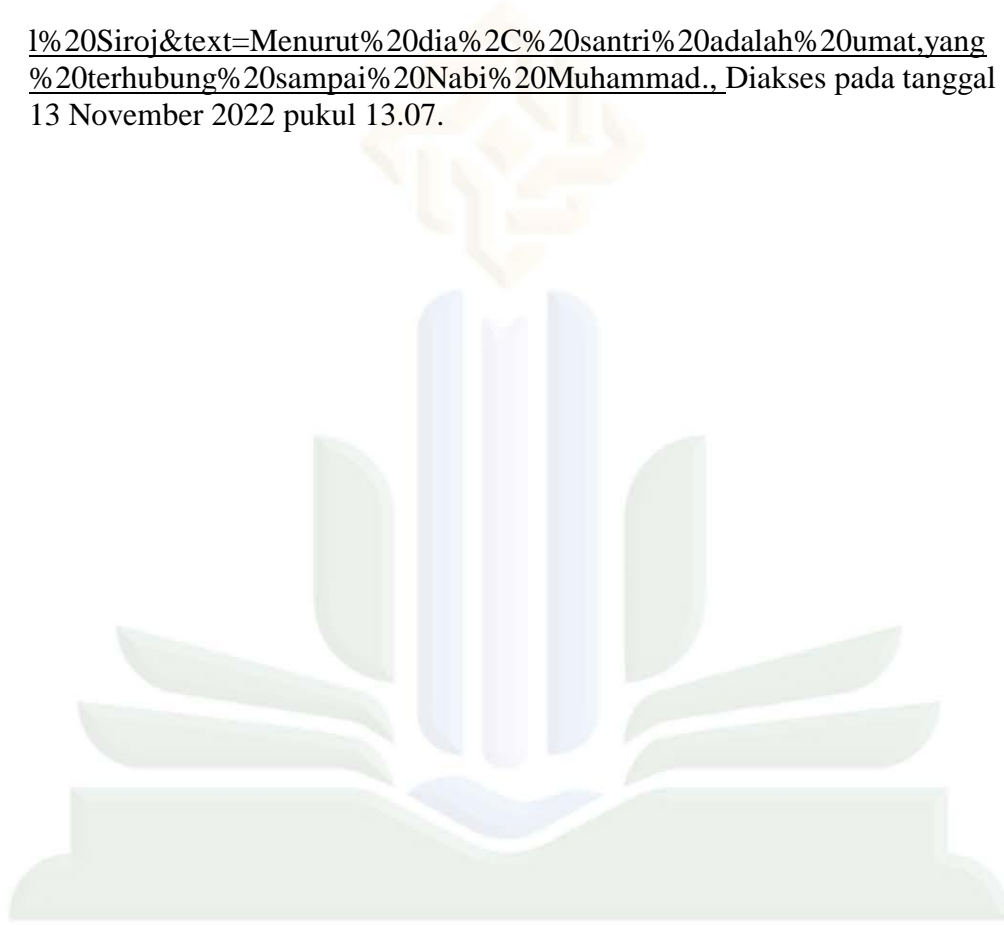 l%20Siroj&text=Menurut%20dia%2C%20santri%20adalah%20umat,yang
%20terhubung%20sampai%20Nabi%20Muhammad., Diakses pada tanggal
13 November 2022 pukul 13.07.